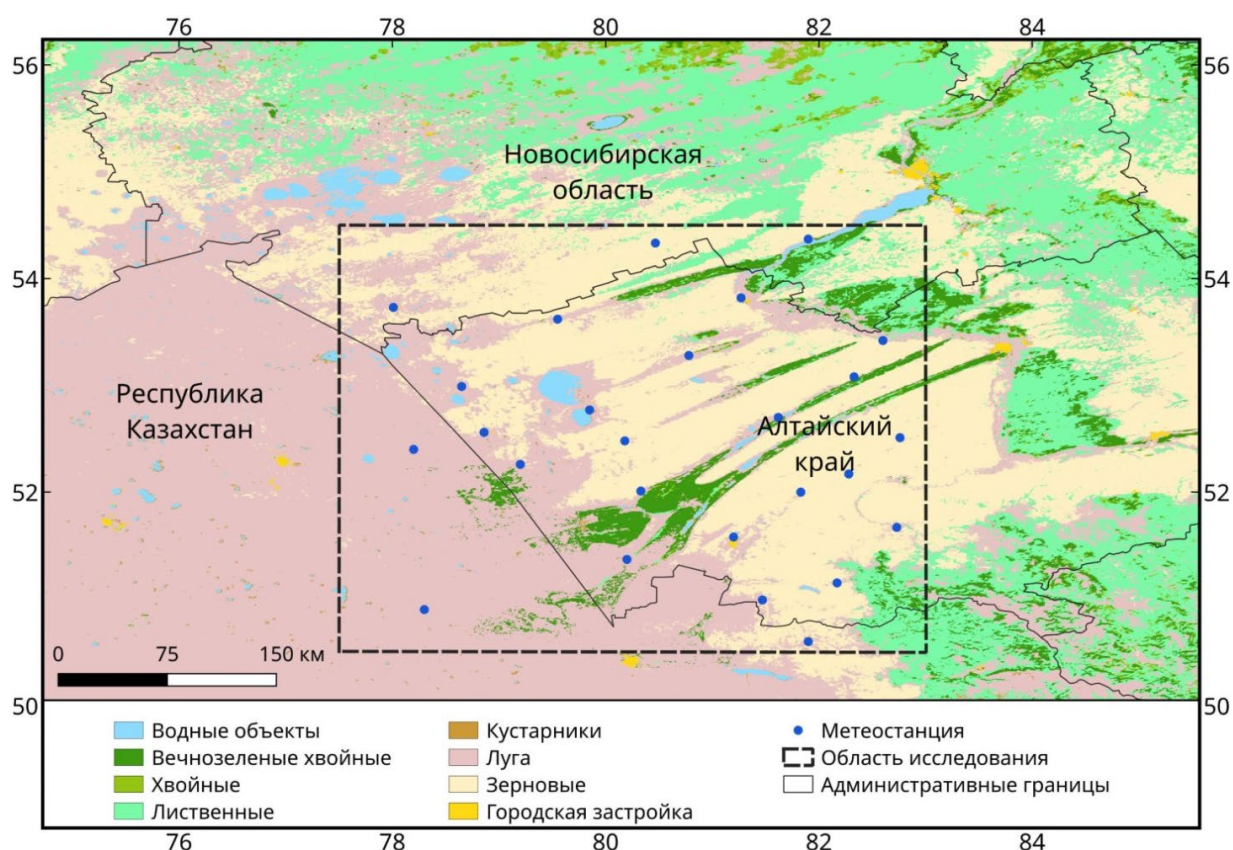 76 78 80 82 84
56 56
Новосибирская
область
54 54
Республика
Казахстан
Алтайский
край
52 52
0 75 150 км
50 50
Водные объекты Кустарники Метеостанция
Вечнозеленые хвойные Луга Область исследования
Хвойные Зерновые Административные границы
Лиственные Городская застройка
76 78 80 82 84